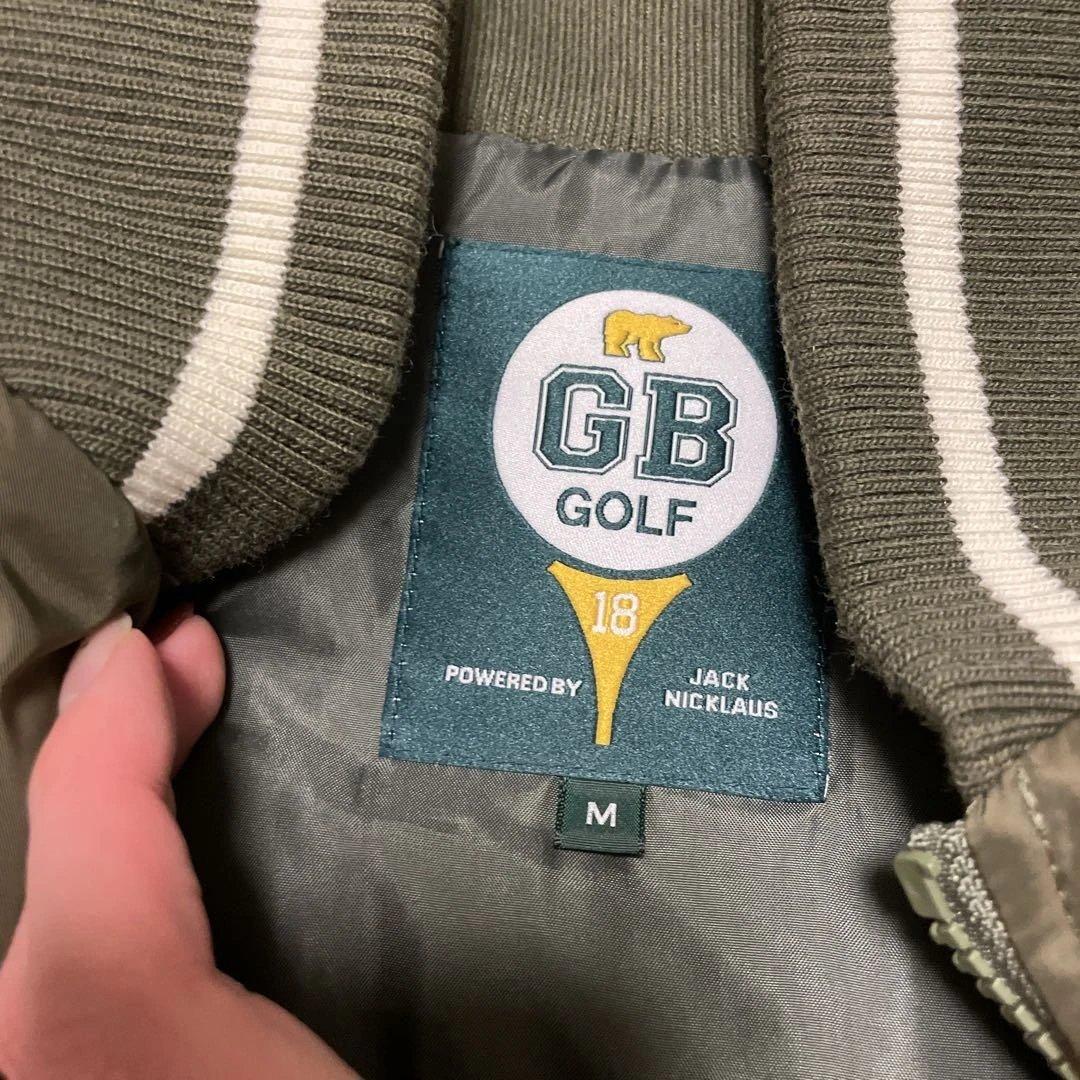 GB
GOLF
18
POWERED BY
JACK
NICKLAUS
M